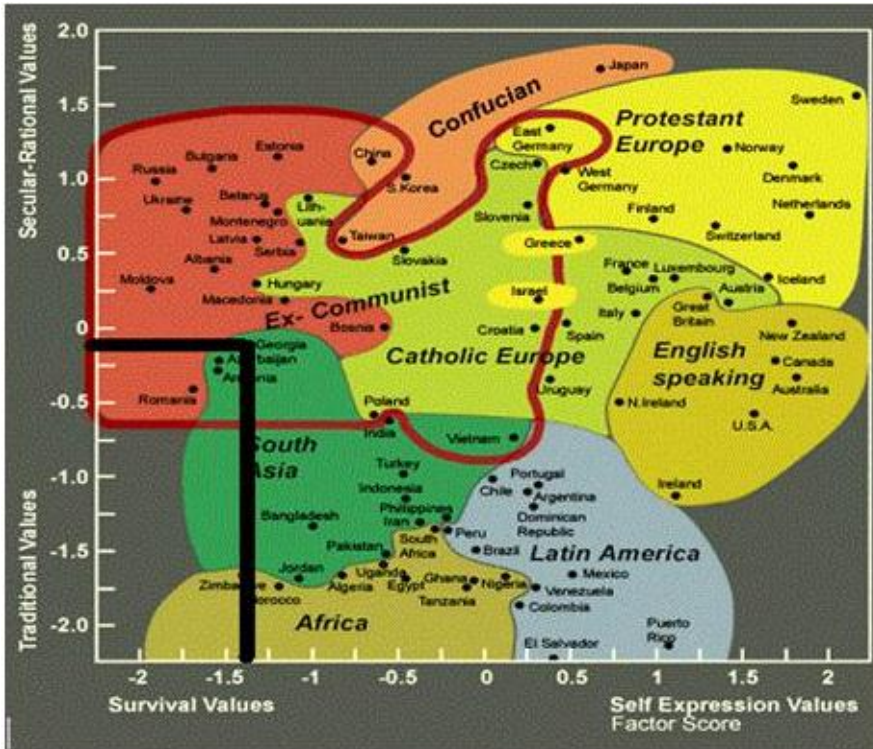 Secular-Rational Values
Traditional Values
2.0
1.5
1.0
0.5
0
-0.5
-1.0
-1.5
-2.0
Japan
Confucian
Sweden
Protestant
Europe
East
Germany
Estonia
Bulgaria
Russia
China
S.Korea
Czech
West
Germany
Norway
Denmark
Netherlands
Ukraine
Belarus
Lith-
uania
Montenegro
Slovenia
Finland
Switzerland
Latvia
Serbia
Taiwan
Slovakia
Greece
Albania
France
Luxembourg
Belgium
Austria
Iceland
Moldova
Hungary
Macedonia
Ex- Communist
Israel
Italy
Great
Britain
Bosnia
Croatia
Spain
New Zealand
Georgia
Catholic Europe
English
speaking
Canada
Australia
Romania
Uruguay
N.Ireland
U.S.A.
Poland
India
Vietnam
South
Asia
Turkey
Indonesia
Philippines
Iran
Bangladesh
Chile
Portugal
Argentina
Dominican
Republic
Ireland
Pakistan
South
Africa
Peru
Brazil
Latin America
Jordan
Uganda
Algeria
Egypt
Ghana
Tanzania
Nigeria
Mexico
Venezuela
Colombia
Africa
El Salvador
Puerto
Rico
-2 -1.5 -1 -0.5 0 0.5 1 1.5 2
Survival Values
Self Expression Values
Factor Score